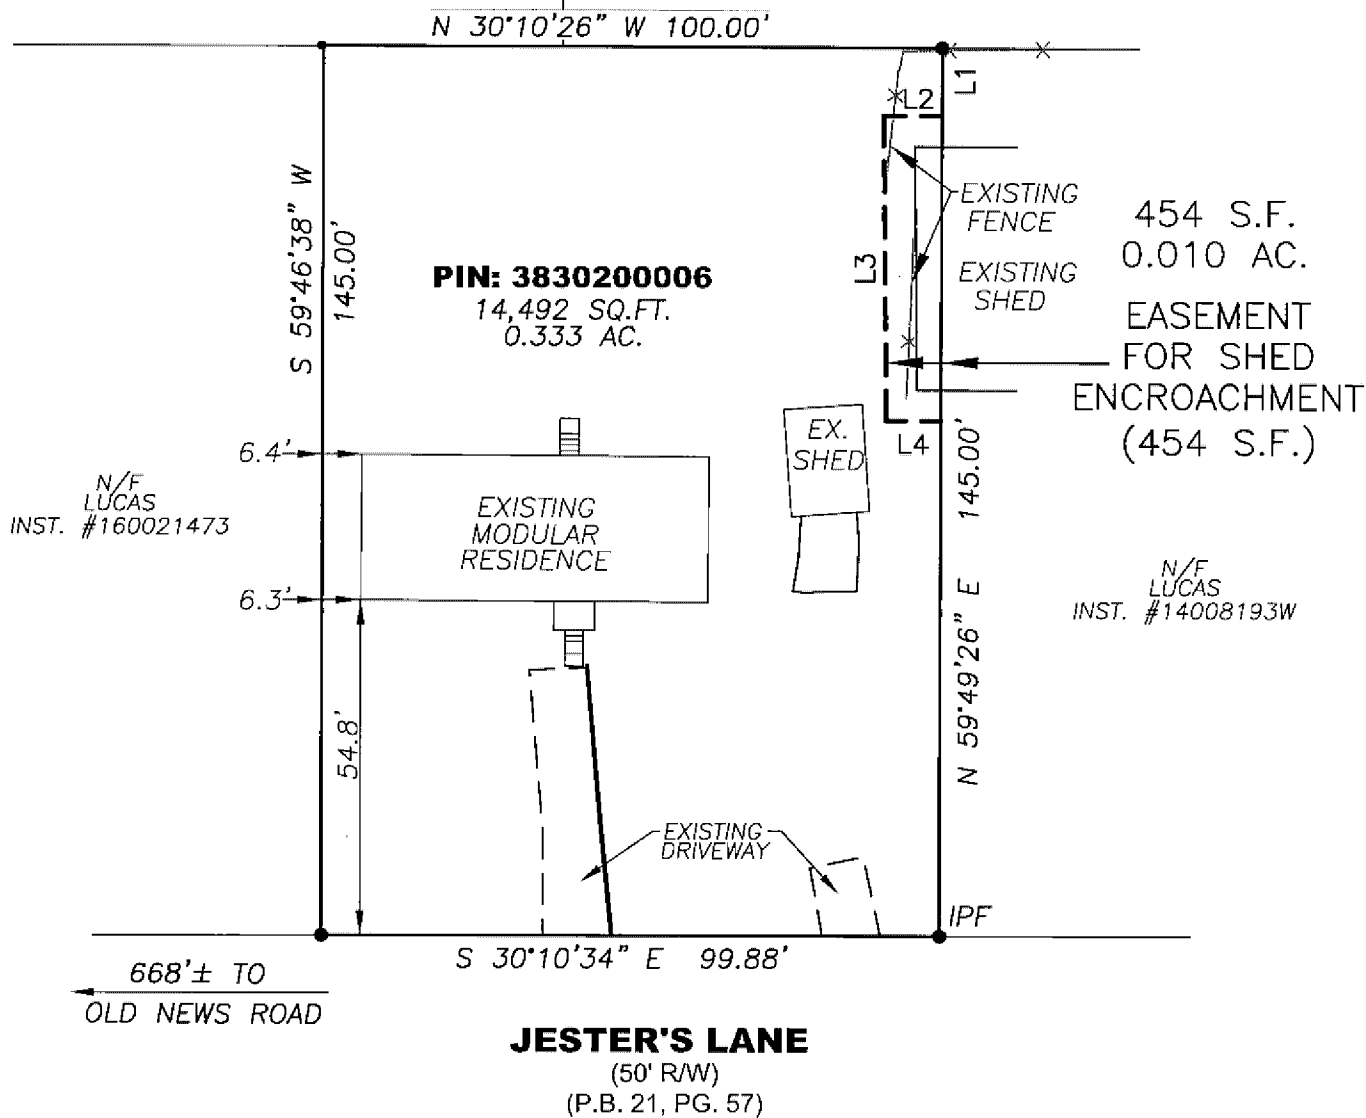 N 30°10'26" W 100.00'
L1
L2
S 59°46'38" W
145.00'
EXISTING
FENCE
454 S.F.
0.010 AC.
PIN: 3830200006
14,492 SQ.FT.
0.333 AC.
L3
EXISTING
SHED
EASEMENT
FOR SHED
ENCROACHMENT
(454 S.F.)
EX.
SHED
L4
6.4'
N/F
LUCAS
INST. #160021473
EXISTING
MODULAR
RESIDENCE
N 59°49'26" E 145.00'
N/F
LUCAS
INST. #14008193W
6.3'
54.8'
EXISTING
DRIVEWAY
IPF
S 30°10'34" E 99.88'
668'± TO
OLD NEWS ROAD
JESTER'S LANE
(50' R/W)
(P.B. 21, PG. 57)